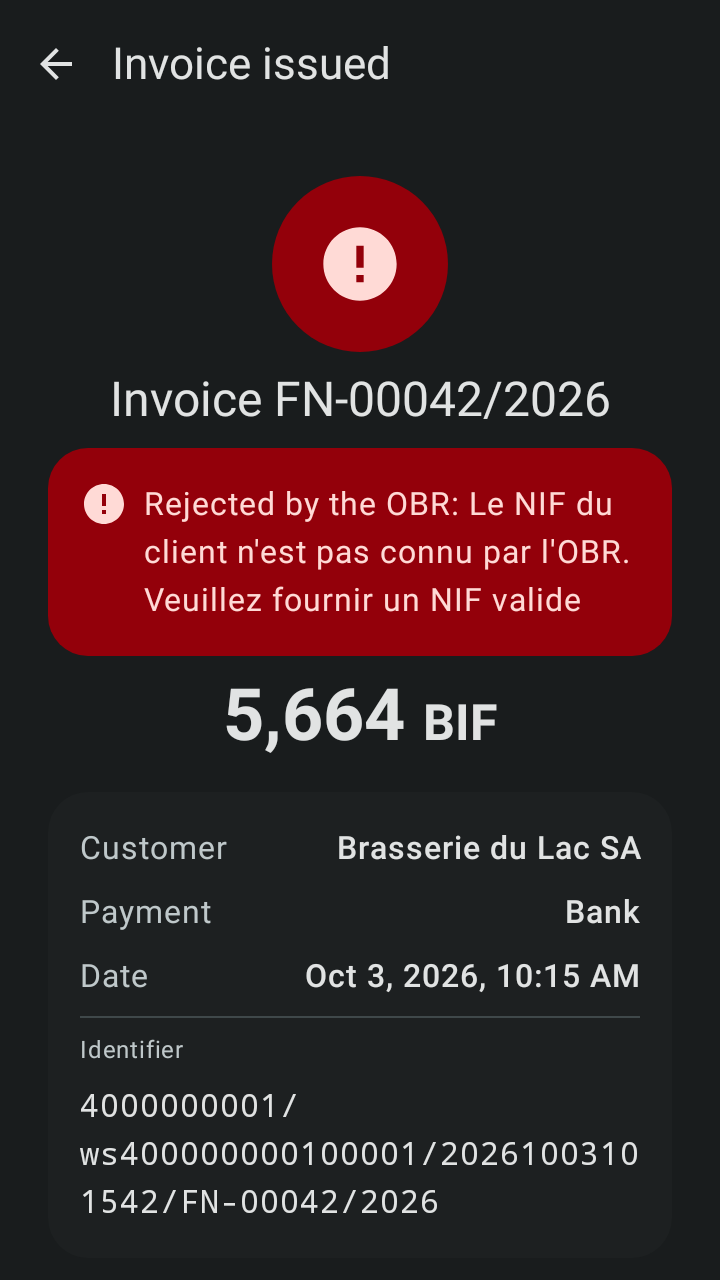 Invoice issued
Invoice FN-00042/2026
Rejected by the OBR: Le NIF du
client n'est pas connu par l'OBR.
Veuillez fournir un NIF valide
5,664 BIF
Customer Brasserie du Lac SA
Payment Bank
Date Oct 3, 2026, 10:15 AM
Identifier
4000000001/
ws400000000100001/2026100310
1542/FN-00042/2026